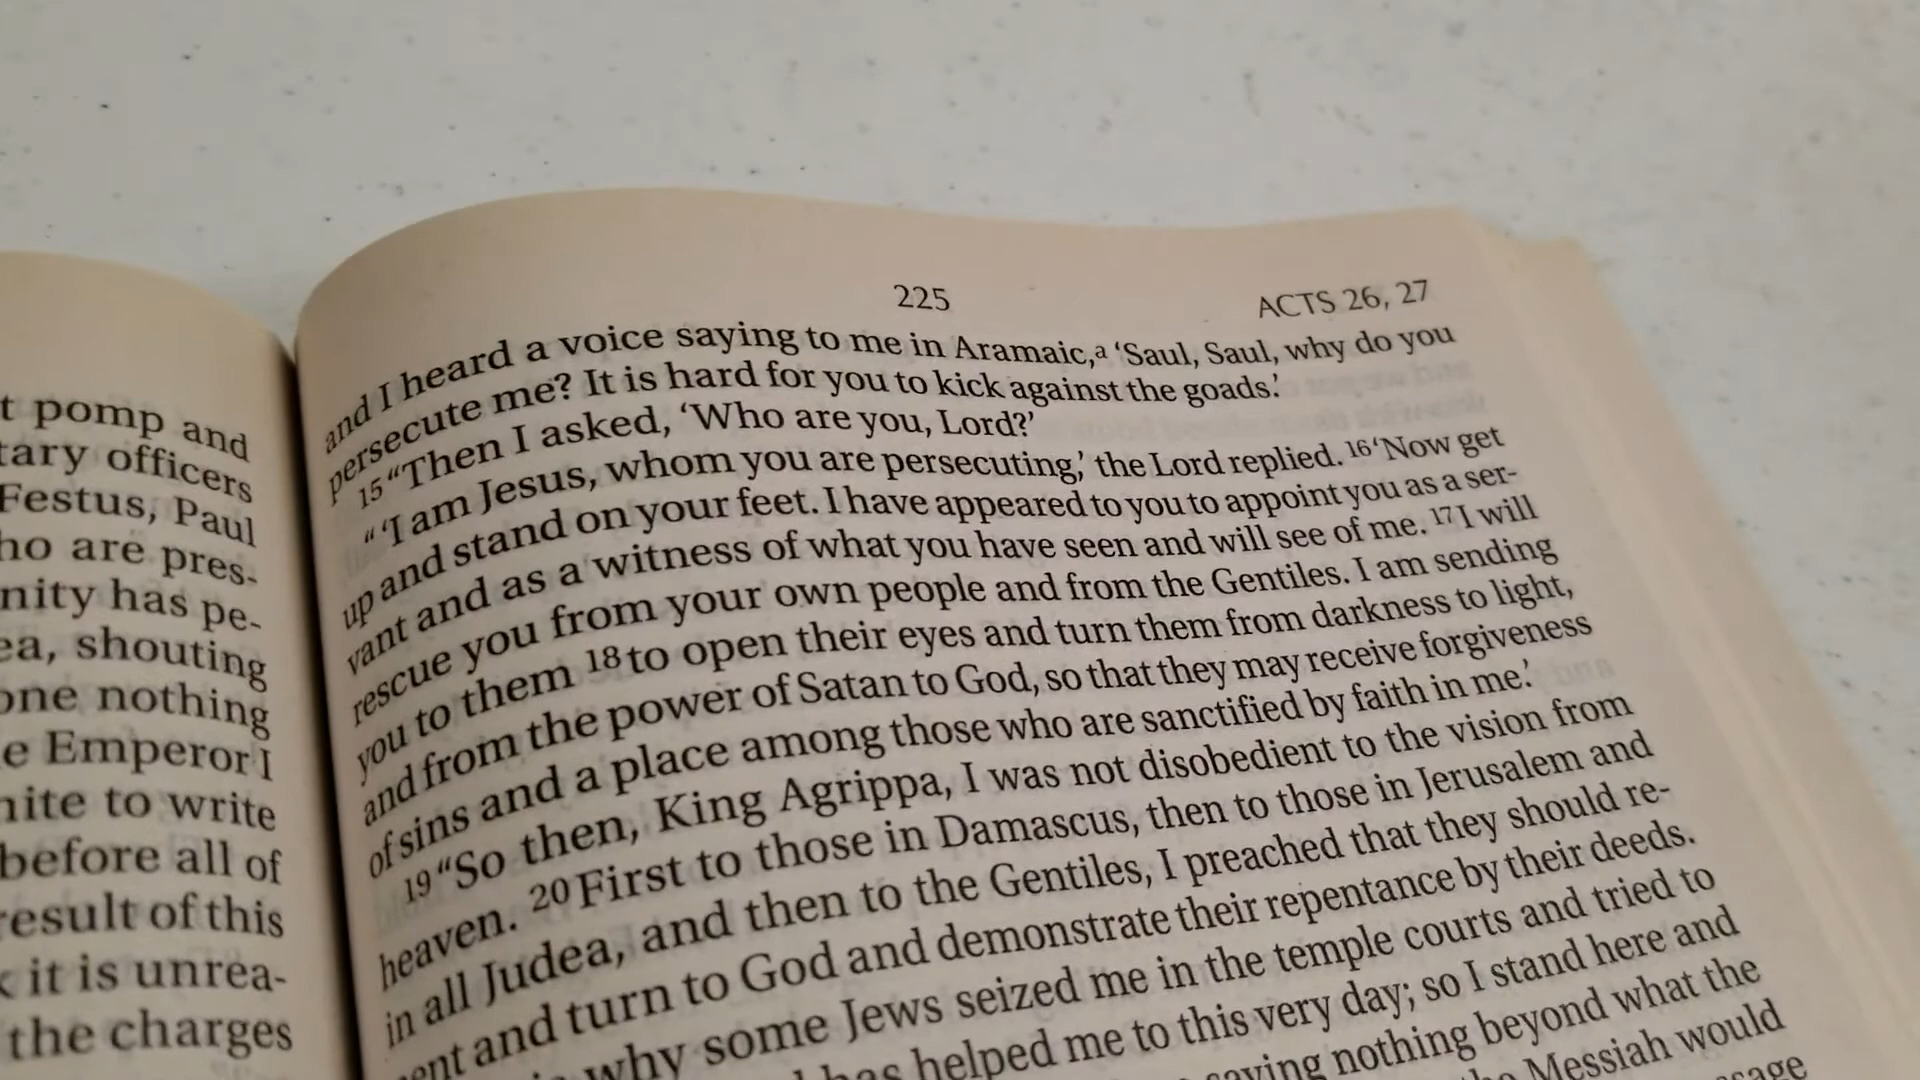 t pomp and
tary officers
Festus, Paul
ho are pres-
nity has pe-
ea, shouting
one nothing
e Emperor I
nite to write
before all of
result of this
k it is unrea-
the charges
225
ACTS 26, 27
and I heard a voice saying to me in Aramaic,a ‘Saul, Saul, why do you
persecute me? It is hard for you to kick against the goads.’
15 “Then I asked, ‘Who are you, Lord?’
“ ‘I am Jesus, whom you are persecuting,’ the Lord replied. 16 ‘Now get
up and stand on your feet. I have appeared to you to appoint you as a ser-
vant and as a witness of what you have seen and will see of me. 17 I will
rescue you from your own people and from the Gentiles. I am sending
you to them 18 to open their eyes and turn them from darkness to light,
and from the power of Satan to God, so that they may receive forgiveness
of sins and a place among those who are sanctified by faith in me.’
19 “So then, King Agrippa, I was not disobedient to the vision from
heaven. 20 First to those in Damascus, then to those in Jerusalem and
in all Judea, and then to the Gentiles, I preached that they should re-
ent and turn to God and demonstrate their repentance by their deeds.
why some Jews seized me in the temple courts and tried to
has helped me to this very day; so I stand here and
saying nothing beyond what the
Messiah would